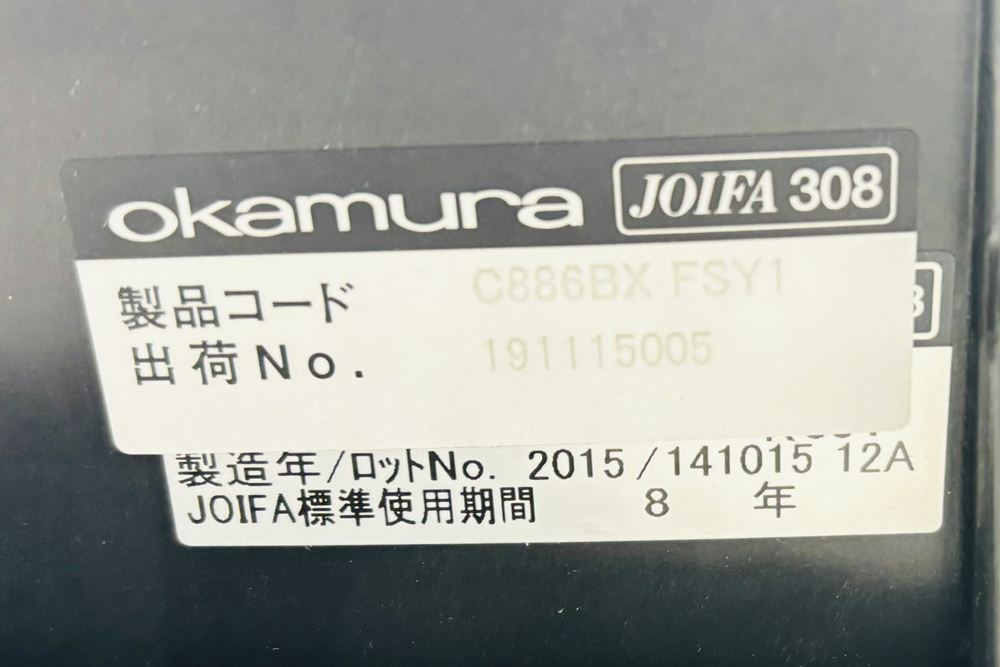 okamura JOIFA 308
製品コード C886BX FSY1
出荷No. 191115005
製造年/ロットNo. 2015/141015 12A
JOIFA標準使用期間 8 年